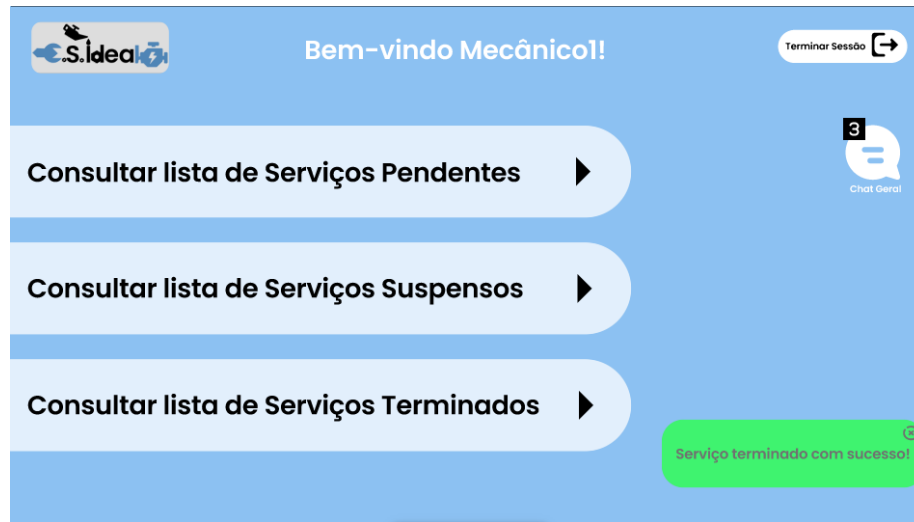 E.S.Ideal
Bem-vindo Mecânico1!
Terminar Sessão
3
Chat Geral
Consultar lista de Serviços Pendentes
Consultar lista de Serviços Suspensos
Consultar lista de Serviços Terminados
Serviço terminado com sucesso!